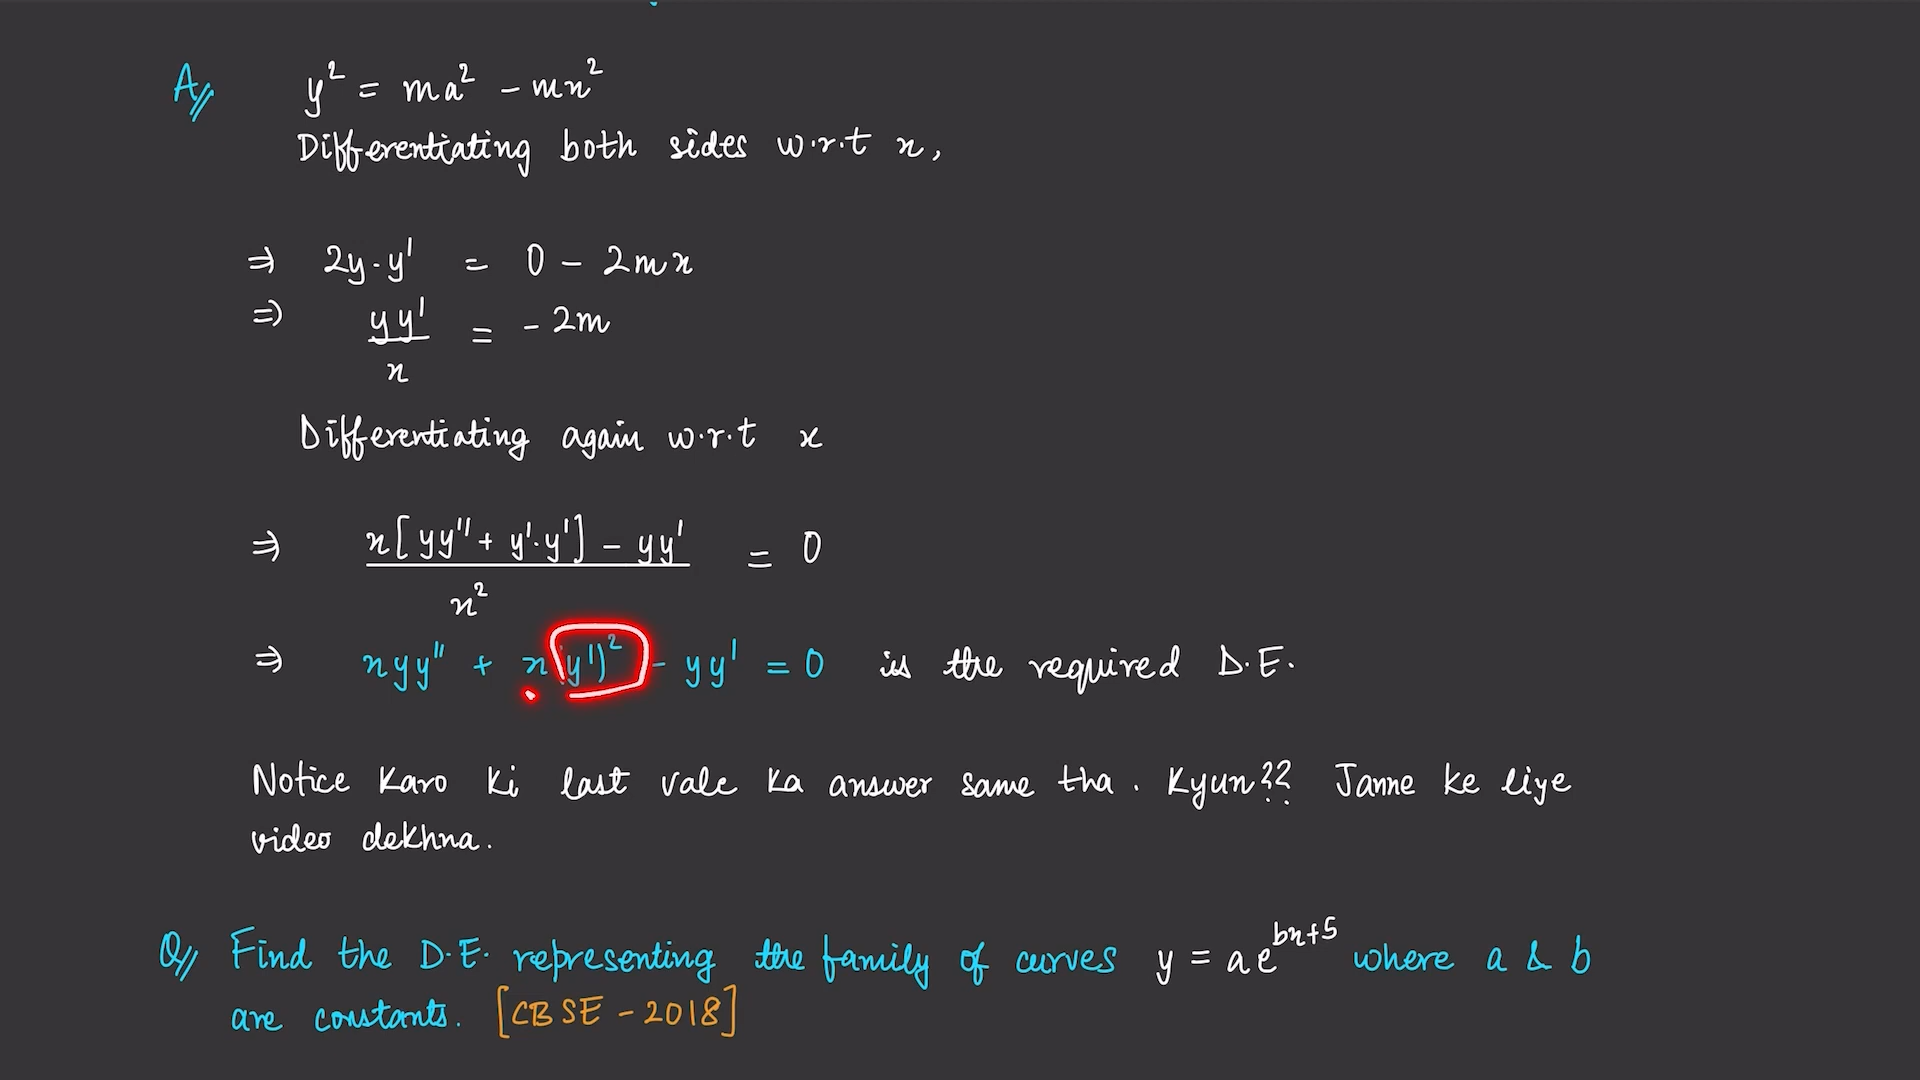 A// y² = ma² - mx²
Differentiating both sides w.r.t x,
⇒ 2y·y' = 0 - 2mx
⇒ yy'/x = -2m
Differentiating again w.r.t x
⇒ x[yy''+ y'·y'] - yy' / x² = 0
⇒ xyy'' + x(y')² - yy' = 0 is the required D.E.
Notice Karo Ki last vale Ka answer same tha. Kyun?? Janne ke liye
video dekhna.
Q// Find the D.E. representing the family of curves y = ae^{bx+5} where a & b
are constants. [CBSE - 2018]